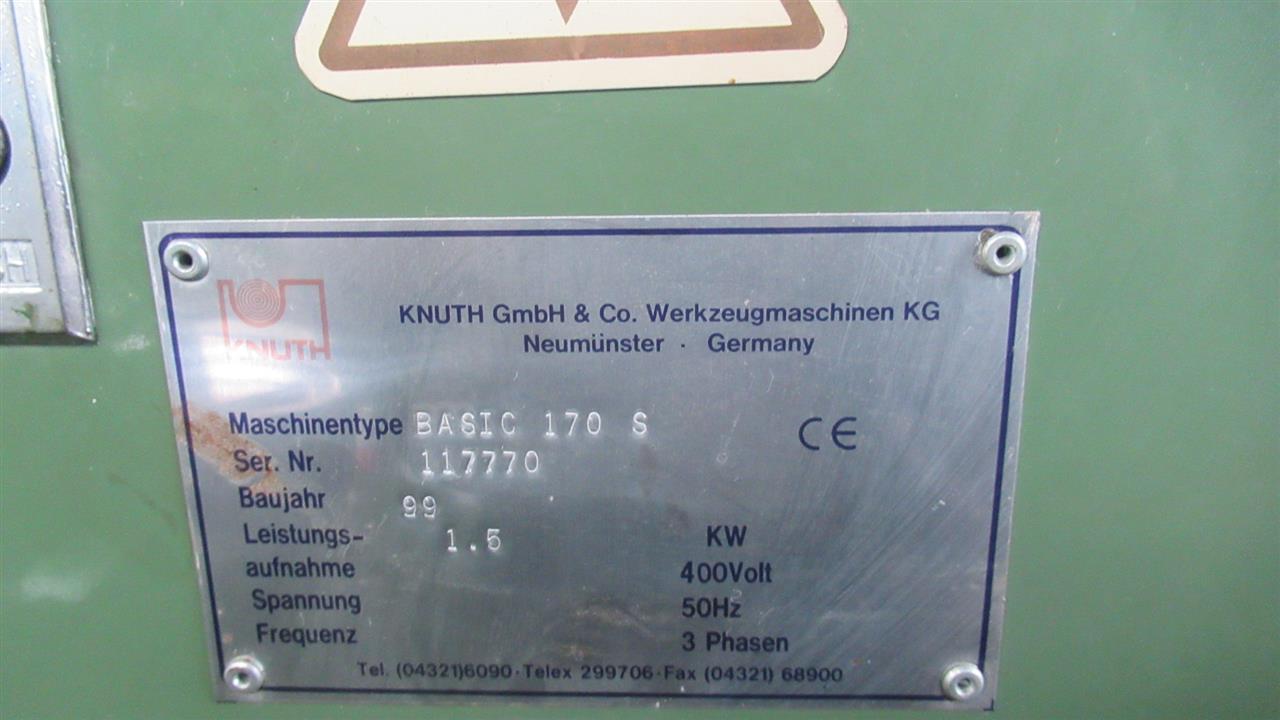 KNUTH
KNUTH GmbH & Co. Werkzeugmaschinen KG
Neumünster · Germany
Maschinentype BASIC 170 S
CE
Ser. Nr. 117770
Baujahr 99
Leistungs- 1.5 KW
aufnahme 400Volt
Spannung 50Hz
Frequenz 3 Phasen
Tel. (04321)6090·Telex 299706·Fax (04321) 68900